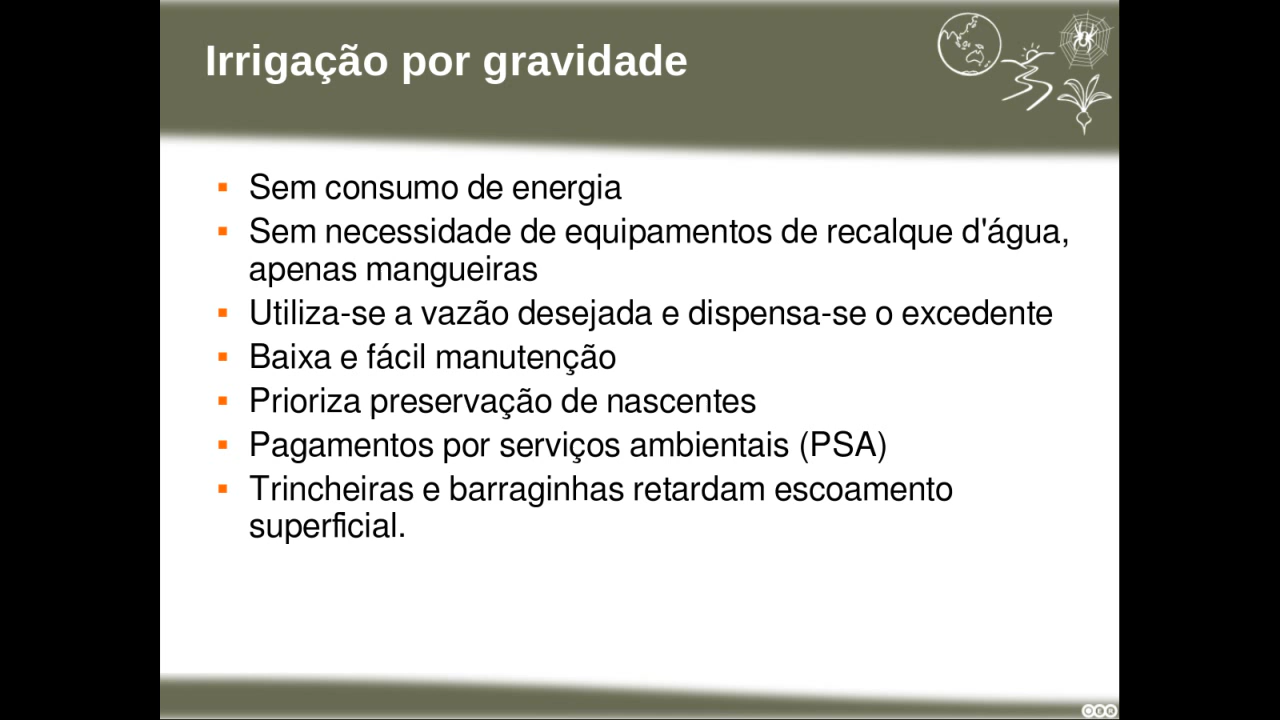 Irrigação por gravidade
Sem consumo de energia
Sem necessidade de equipamentos de recalque d'água,
apenas mangueiras
Utiliza-se a vazão desejada e dispensa-se o excedente
Baixa e fácil manutenção
Prioriza preservação de nascentes
Pagamentos por serviços ambientais (PSA)
Trincheiras e barraginhas retardam escoamento
superficial.